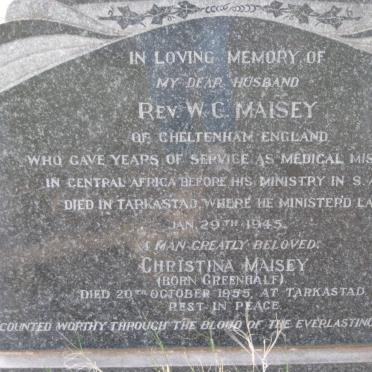 IN LOVING MEMORY OF
MY DEAR HUSBAND
REV. W. C. MAISEY
OF CHELTENHAM ENGLAND
WHO GAVE YEARS OF SERVICE AS MEDICAL MIS
IN CENTRAL AFRICA BEFORE HIS MINISTRY IN S. A
DIED IN TARKASTAD, WHERE HE MINISTER'D LA
JAN. 29TH 1945.
A MAN GREATLY BELOVED.
CHRISTINA MAISEY
(BORN GREENHALF)
DIED 20TH OCTOBER 1955 AT TARKASTAD
REST IN PEACE
COUNTED WORTHY THROUGH THE BLOOD OF THE EVERLASTING